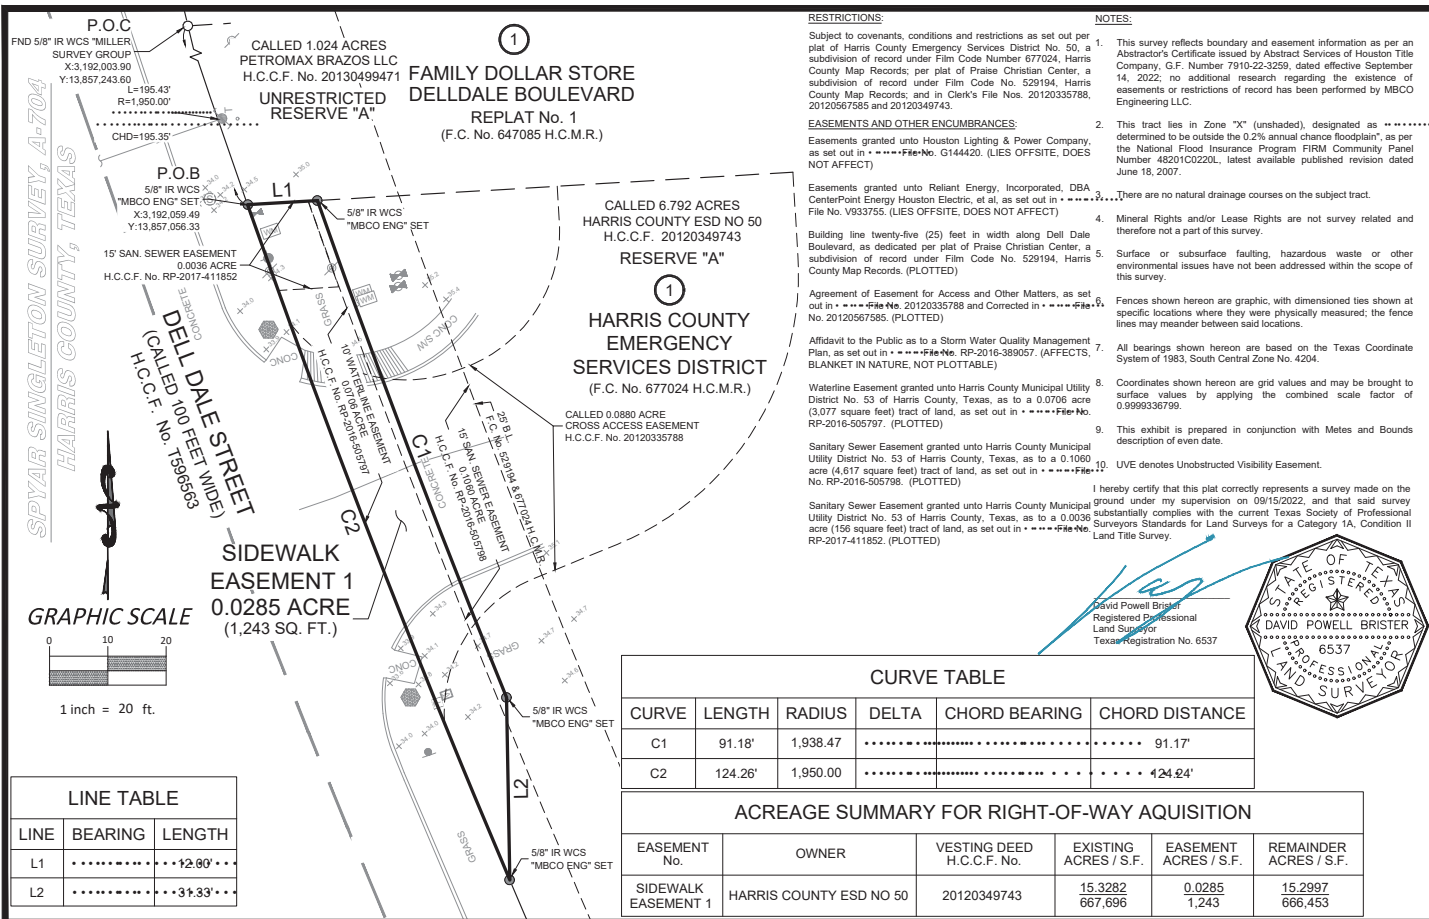 P.O.C
FND 5/8" IR WCS "MILLER
SURVEY GROUP
X:3,192,003.90
Y:13,857,243.60
L=195.43'
R=1,950.00'
CHD=195.35'
CALLED 1.024 ACRES
PETROMAX BRAZOS LLC
H.C.C.F. No. 20130499471
UNRESTRICTED
RESERVE "A"
1
FAMILY DOLLAR STORE
DELLDALE BOULEVARD
REPLAT No. 1
(F.C. No. 647085 H.C.M.R.)
SPYAR SINGLETON SURVEY, A-704
HARRIS COUNTY, TEXAS
P.O.B
5/8" IR WCS
"MBCO ENG" SET
X:3,192,059.49
Y:13,857,056.33
L1
5/8" IR WCS
"MBCO ENG" SET
15' SAN. SEWER EASEMENT
0.0036 ACRE
H.C.C.F. No. RP-2017-411852
CALLED 6.792 ACRES
HARRIS COUNTY ESD NO 50
H.C.C.F. 20120349743
RESERVE "A"
1
HARRIS COUNTY
EMERGENCY
SERVICES DISTRICT
(F.C. No. 677024 H.C.M.R.)
CALLED 0.0880 ACRE
CROSS ACCESS EASEMENT
H.C.C.F. No. 20120335788
DELL DALE STREET
(CALLED 100 FEET WIDE)
H.C.C.F. No. T596563
CONCRETE
GRASS
CONC
CONC S/W
10' WATERLINE EASEMENT
0.0706 ACRE
H.C.C.F. No. RP-2016-505797
C1
C2
CONCRETE
15' SAN. SEWER EASEMENT
0.1060 ACRE
H.C.C.F. No. RP-2016-505798
25' B.L.
F.C. No. 529194 & 677024 H.C.M.R.
SIDEWALK
EASEMENT 1
0.0285 ACRE
(1,243 SQ. FT.)
GRASS
CONC
5/8" IR WCS
"MBCO ENG" SET
L2
GRASS
5/8" IR WCS
"MBCO ENG" SET
GRAPHIC SCALE
0 10 20
1 inch = 20 ft.
LINE TABLE
LINE BEARING LENGTH
L1 12.00'
L2 31.33'
RESTRICTIONS:
Subject to covenants, conditions and restrictions as set out per
plat of Harris County Emergency Services District No. 50, a
subdivision of record under Film Code Number 677024, Harris
County Map Records; per plat of Praise Christian Center, a
subdivision of record under Film Code No. 529194, Harris
County Map Records; and in Clerk's File Nos. 20120335788,
20120567585 and 20120349743.
EASEMENTS AND OTHER ENCUMBRANCES:
Easements granted unto Houston Lighting & Power Company,
as set out in File No. G144420. (LIES OFFSITE, DOES
NOT AFFECT)
Easements granted unto Reliant Energy, Incorporated, DBA
CenterPoint Energy Houston Electric, et al, as set out in
File No. V933755. (LIES OFFSITE, DOES NOT AFFECT)
Building line twenty-five (25) feet in width along Dell Dale
Boulevard, as dedicated per plat of Praise Christian Center, a
subdivision of record under Film Code No. 529194, Harris
County Map Records. (PLOTTED)
Agreement of Easement for Access and Other Matters, as set
out in File No. 20120335788 and Corrected in File
No. 20120567585. (PLOTTED)
Affidavit to the Public as to a Storm Water Quality Management
Plan, as set out in File No. RP-2016-389057. (AFFECTS,
BLANKET IN NATURE, NOT PLOTTABLE)
Waterline Easement granted unto Harris County Municipal Utility
District No. 53 of Harris County, Texas, as to a 0.0706 acre
(3,077 square feet) tract of land, as set out in File No.
RP-2016-505797. (PLOTTED)
Sanitary Sewer Easement granted unto Harris County Municipal
Utility District No. 53 of Harris County, Texas, as to a 0.1060
acre (4,617 square feet) tract of land, as set out in File
No. RP-2016-505798. (PLOTTED)
Sanitary Sewer Easement granted unto Harris County Municipal
Utility District No. 53 of Harris County, Texas, as to a 0.0036
acre (156 square feet) tract of land, as set out in File No.
RP-2017-411852. (PLOTTED)
NOTES:
1. This survey reflects boundary and easement information as per an
Abstractor's Certificate issued by Abstract Services of Houston Title
Company, G.F. Number 7910-22-3259, dated effective September
14, 2022; no additional research regarding the existence of
easements or restrictions of record has been performed by MBCO
Engineering LLC.
2. This tract lies in Zone "X" (unshaded), designated as
determined to be outside the 0.2% annual chance floodplain", as per
the National Flood Insurance Program FIRM Community Panel
Number 48201C0220L, latest available published revision dated
June 18, 2007.
3. There are no natural drainage courses on the subject tract.
4. Mineral Rights and/or Lease Rights are not survey related and
therefore not a part of this survey.
5. Surface or subsurface faulting, hazardous waste or other
environmental issues have not been addressed within the scope of
this survey.
6. Fences shown hereon are graphic, with dimensioned ties shown at
specific locations where they were physically measured; the fence
lines may meander between said locations.
7. All bearings shown hereon are based on the Texas Coordinate
System of 1983, South Central Zone No. 4204.
8. Coordinates shown hereon are grid values and may be brought to
surface values by applying the combined scale factor of
0.9999336799.
9. This exhibit is prepared in conjunction with Metes and Bounds
description of even date.
10. UVE denotes Unobstructed Visibility Easement.
I hereby certify that this plat correctly represents a survey made on the
ground under my supervision on 09/15/2022, and that said survey
substantially complies with the current Texas Society of Professional
Surveyors Standards for Land Surveys for a Category 1A, Condition II
Land Title Survey.
David Powell Brister
Registered Professional
Land Surveyor
Texas Registration No. 6537
STATE OF TEXAS
REGISTERED
DAVID POWELL BRISTER
6537
PROFESSIONAL
LAND SURVEYOR
CURVE TABLE
CURVE LENGTH RADIUS DELTA CHORD BEARING CHORD DISTANCE
C1 91.18' 1,938.47 91.17'
C2 124.26' 1,950.00 124.24'
ACREAGE SUMMARY FOR RIGHT-OF-WAY AQUISITION
EASEMENT No. OWNER VESTING DEED H.C.C.F. No. EXISTING ACRES / S.F. EASEMENT ACRES / S.F. REMAINDER ACRES / S.F.
SIDEWALK EASEMENT 1 HARRIS COUNTY ESD NO 50 20120349743 15.3282 667,696 0.0285 1,243 15.2997 666,453